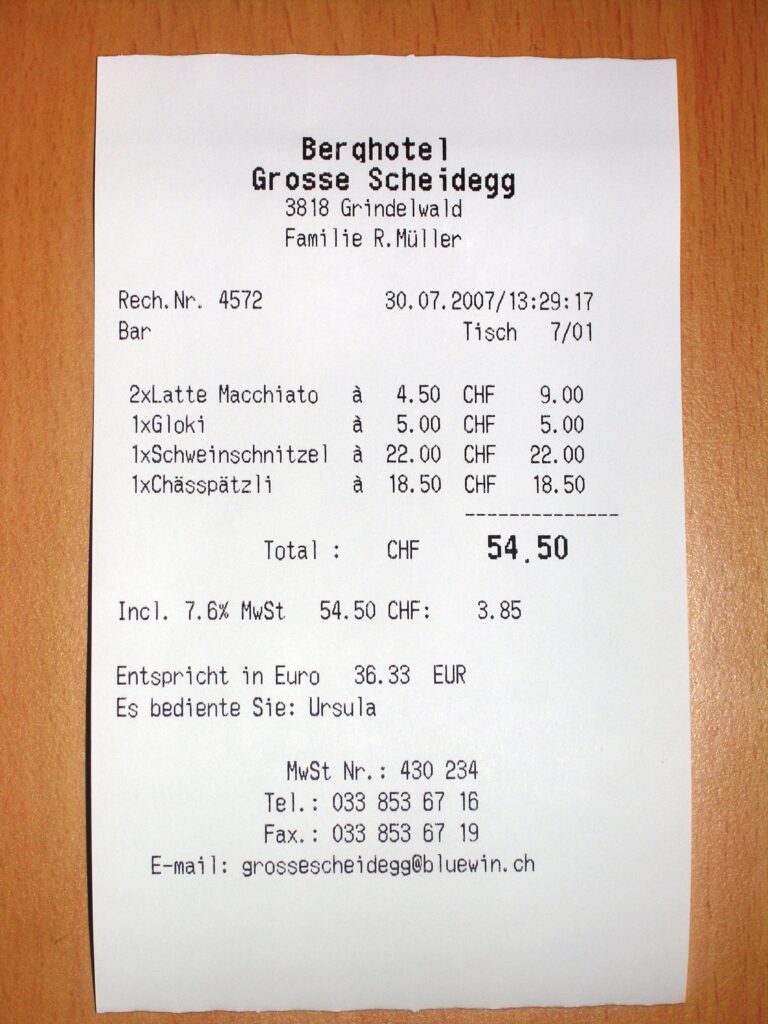 Berghotel
Grosse Scheidegg
3818 Grindelwald
Familie R.Müller
Rech.Nr. 4572 30.07.2007/13:29:17
Bar Tisch 7/01
2xLatte Macchiato à 4.50 CHF 9.00
1xGloki à 5.00 CHF 5.00
1xSchweinschnitzel à 22.00 CHF 22.00
1xChässpätzli à 18.50 CHF 18.50
Total : CHF 54.50
Incl. 7.6% MwSt 54.50 CHF: 3.85
Entspricht in Euro 36.33 EUR
Es bediente Sie: Ursula
MwSt Nr.: 430 234
Tel.: 033 853 67 16
Fax.: 033 853 67 19
E-mail: grossescheidegg@bluewin.ch